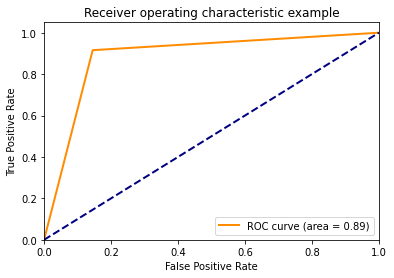 Receiver operating characteristic example
1.0
0.8
0.6
0.4
0.2
0.0
True Positive Rate
ROC curve (area = 0.89)
0.0 0.2 0.4 0.6 0.8 1.0
False Positive Rate